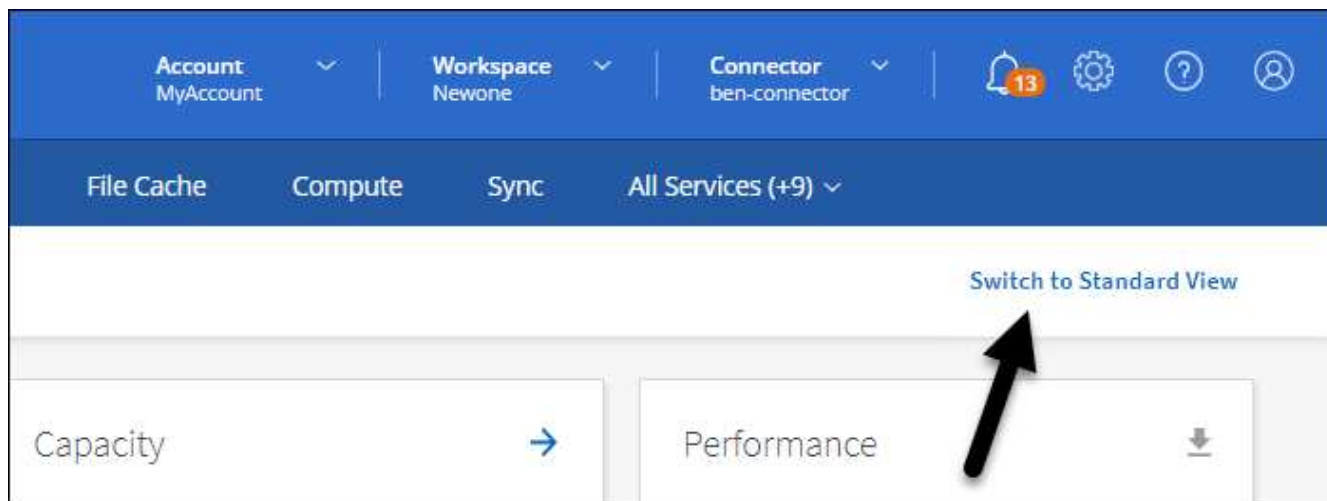 Account Workspace Connector
MyAccount Newone ben-connector 13
File Cache Compute Sync All Services (+9)
Switch to Standard View
Capacity Performance